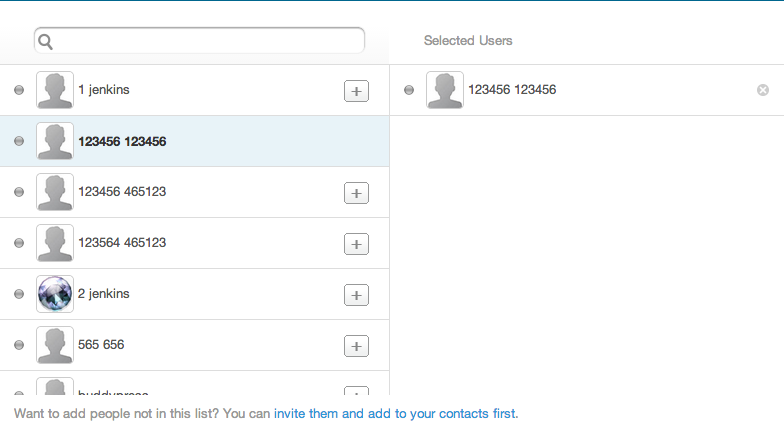 Selected Users
1 jenkins
123456 123456
123456 123456
123456 465123
123564 465123
2 jenkins
565 656
buddypress
Want to add people not in this list? You can invite them and add to your contacts first.